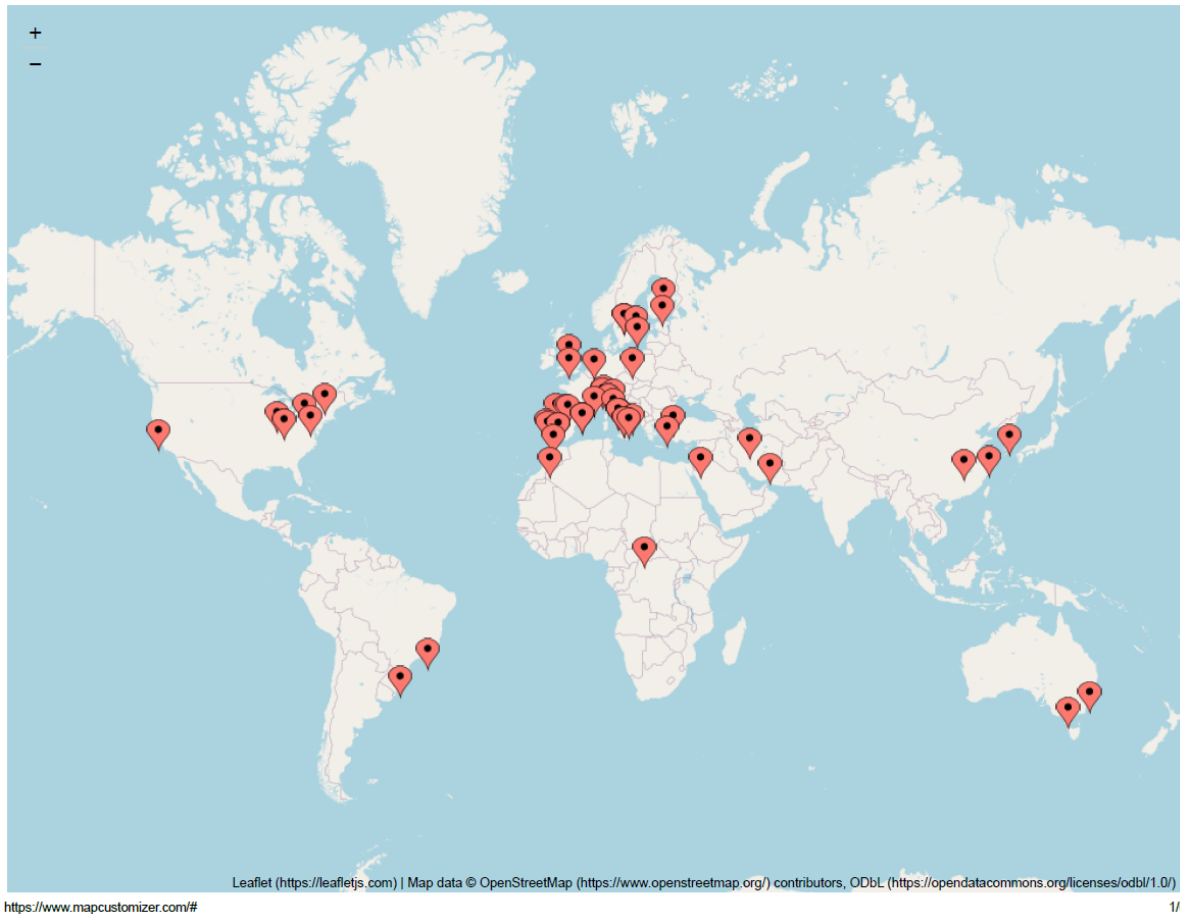 +
−
Leaflet (https://leafletjs.com) | Map data © OpenStreetMap (https://www.openstreetmap.org/) contributors, ODbL (https://opendatacommons.org/licenses/odbl/1.0/)
https://www.mapcustomizer.com/#
1/